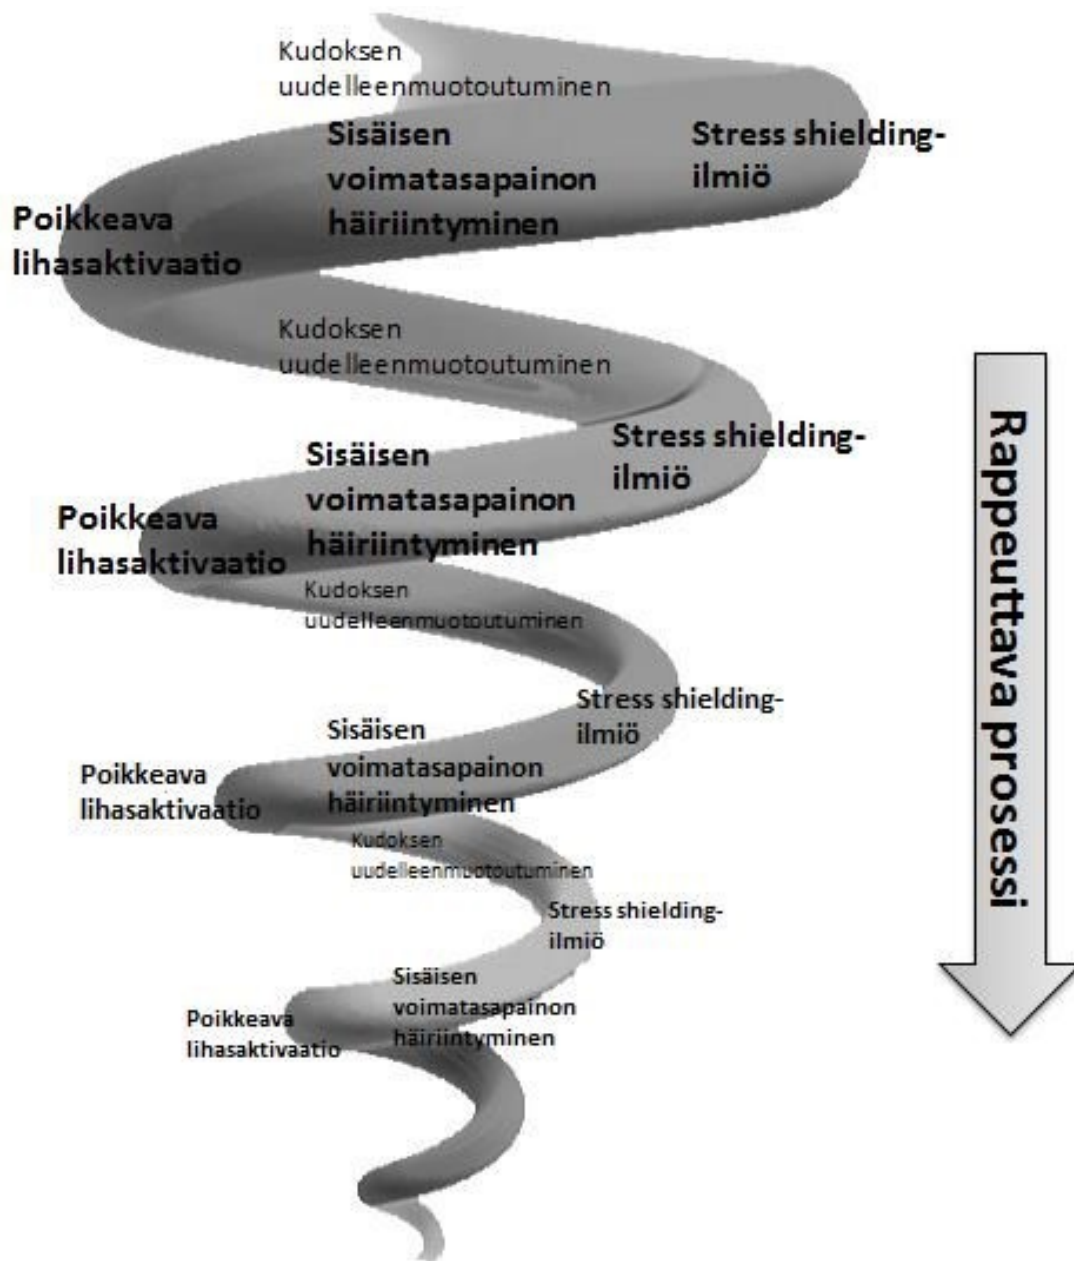 Kudoksen
uudelleenmuotoutuminen
Sisäisen
voimatasapainon
häiriintyminen
Stress shielding-
ilmiö
Poikkeava
lihasaktivaatio
Kudoksen
uudelleenmuotoutuminen
Sisäisen
voimatasapainon
häiriintyminen
Stress shielding-
ilmiö
Poikkeava
lihasaktivaatio
Kudoksen
uudelleenmuotoutuminen
Stress shielding-
ilmiö
Sisäisen
voimatasapainon
häiriintyminen
Poikkeava
lihasaktivaatio
Kudoksen
uudelleenmuotoutuminen
Stress shielding-
ilmiö
Sisäisen
voimatasapainon
häiriintyminen
Poikkeava
lihasaktivaatio
Rappeuttava prosessi